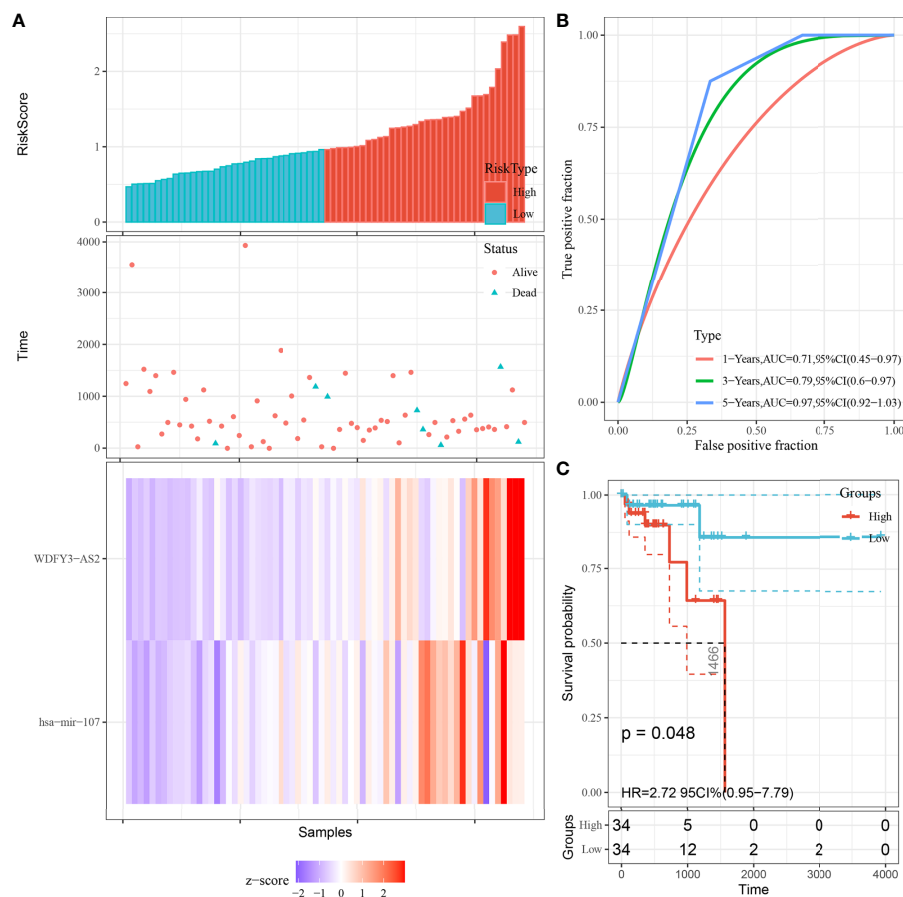 A
RiskScore
2
1
0
RiskType
High
Low
Time
4000
3000
2000
1000
0
Status
Alive
Dead
WDFY3−AS2
hsa−mir−107
Samples
z−score
−2 −1 0 1 2
B
True positive fraction
1.00
0.75
0.50
0.25
0.00
Type
1−Years,AUC=0.71,95%CI(0.45−0.97)
3−Years,AUC=0.79,95%CI(0.6−0.97)
5−Years,AUC=0.97,95%CI(0.92−1.03)
0.00 0.25 0.50 0.75 1.00
False positive fraction
C
Survival probability
1.00
0.75
0.50
0.25
0.00
Groups
High
Low
1466
p = 0.048
HR=2.72 95CI%(0.95−7.79)
Groups
High 34 5 0 0 0
Low 34 12 2 2 0
0 1000 2000 3000 4000
Time